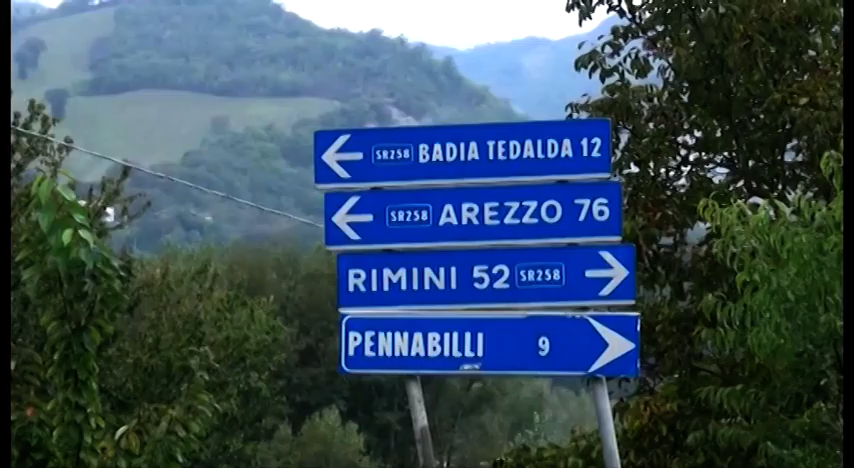 SR258 BADIA TEDALDA 12
SR258 AREZZO 76
RIMINI 52 SR258
PENNABILLI 9